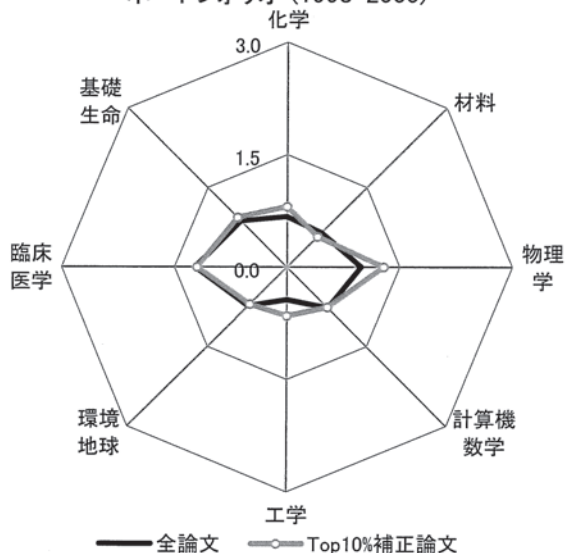 化学
3.0
基礎
生命
材料
1.5
臨床
医学
0.0
物理
学
環境
地球
計算機
数学
工学
全論文
Top10%補正論文